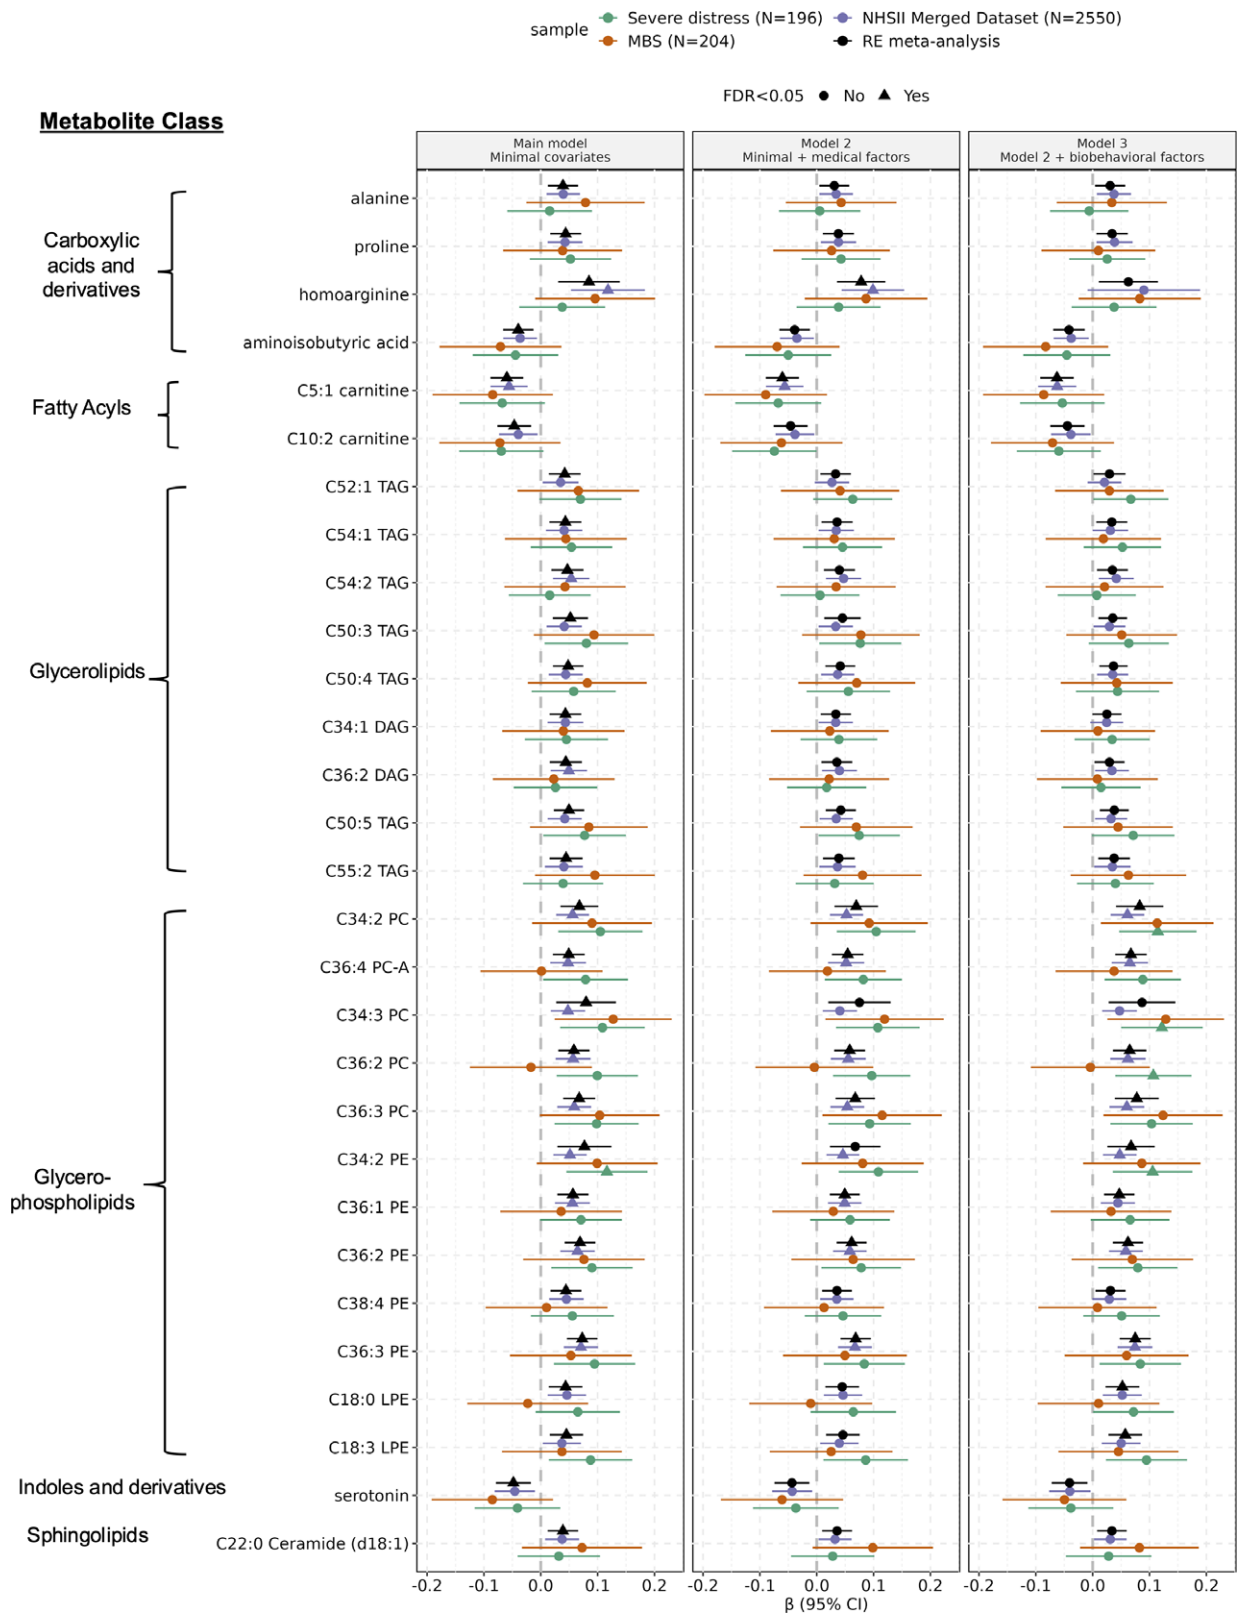 sample
Severe distress (N=196)
NHSII Merged Dataset (N=2550)
MBS (N=204)
RE meta-analysis
FDR<0.05
No
Yes
Metabolite Class
Main model
Minimal covariates
Model 2
Minimal + medical factors
Model 3
Model 2 + biobehavioral factors
Carboxylic
acids and
derivatives
alanine
proline
homoarginine
aminoisobutyric acid
Fatty Acyls
C5:1 carnitine
C10:2 carnitine
Glycerolipids
C52:1 TAG
C54:1 TAG
C54:2 TAG
C50:3 TAG
C50:4 TAG
C34:1 DAG
C36:2 DAG
C50:5 TAG
C55:2 TAG
Glycero-
phospholipids
C34:2 PC
C36:4 PC-A
C34:3 PC
C36:2 PC
C36:3 PC
C34:2 PE
C36:1 PE
C36:2 PE
C38:4 PE
C36:3 PE
C18:0 LPE
C18:3 LPE
Indoles and derivatives
serotonin
Sphingolipids
C22:0 Ceramide (d18:1)
-0.2 -0.1 0.0 0.1 0.2
-0.2 -0.1 0.0 0.1 0.2
-0.2 -0.1 0.0 0.1 0.2
β (95% CI)